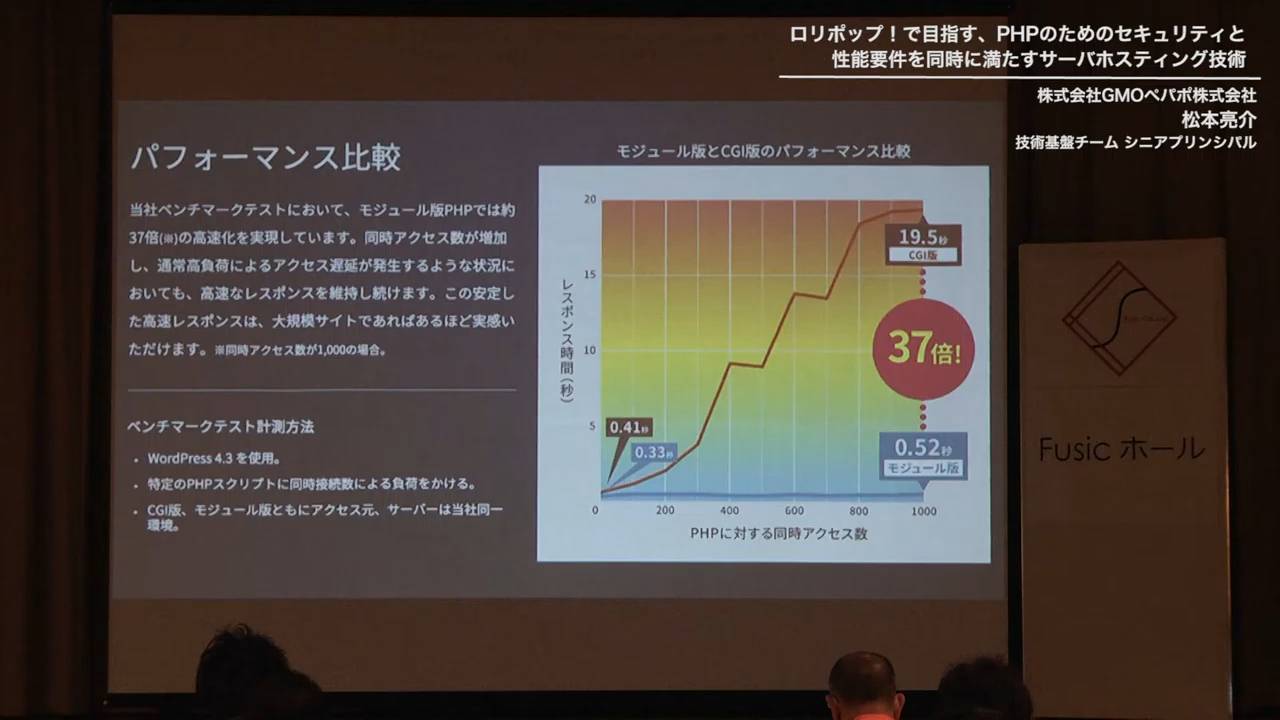 ロリポップ！で目指す、PHPのためのセキュリティと
性能要件を同時に満たすサーバホスティング技術
株式会社GMOペパボ株式会社
松本亮介
技術基盤チーム シニアプリンシパル
パフォーマンス比較
当社ベンチマークテストにおいて、モジュール版PHPでは約
37倍(※)の高速化を実現しています。同時アクセス数が増加
し、通常高負荷によるアクセス遅延が発生するような状況に
おいても、高速なレスポンスを維持し続けます。この安定し
た高速レスポンスは、大規模サイトであればあるほど実感い
ただけます。※同時アクセス数が1,000の場合。
ベンチマークテスト計測方法
・ WordPress 4.3 を使用。
・ 特定のPHPスクリプトに同時接続数による負荷をかける。
・ CGI版、モジュール版ともにアクセス元、サーバーは当社同一
環境。
モジュール版とCGI版のパフォーマンス比較
レスポンス時間（秒）
20
15
10
5
0 200 400 600 800 1000
PHPに対する同時アクセス数
0.41秒
0.33秒
19.5秒
CGI版
37倍!
0.52秒
モジュール版
Fusic ホール